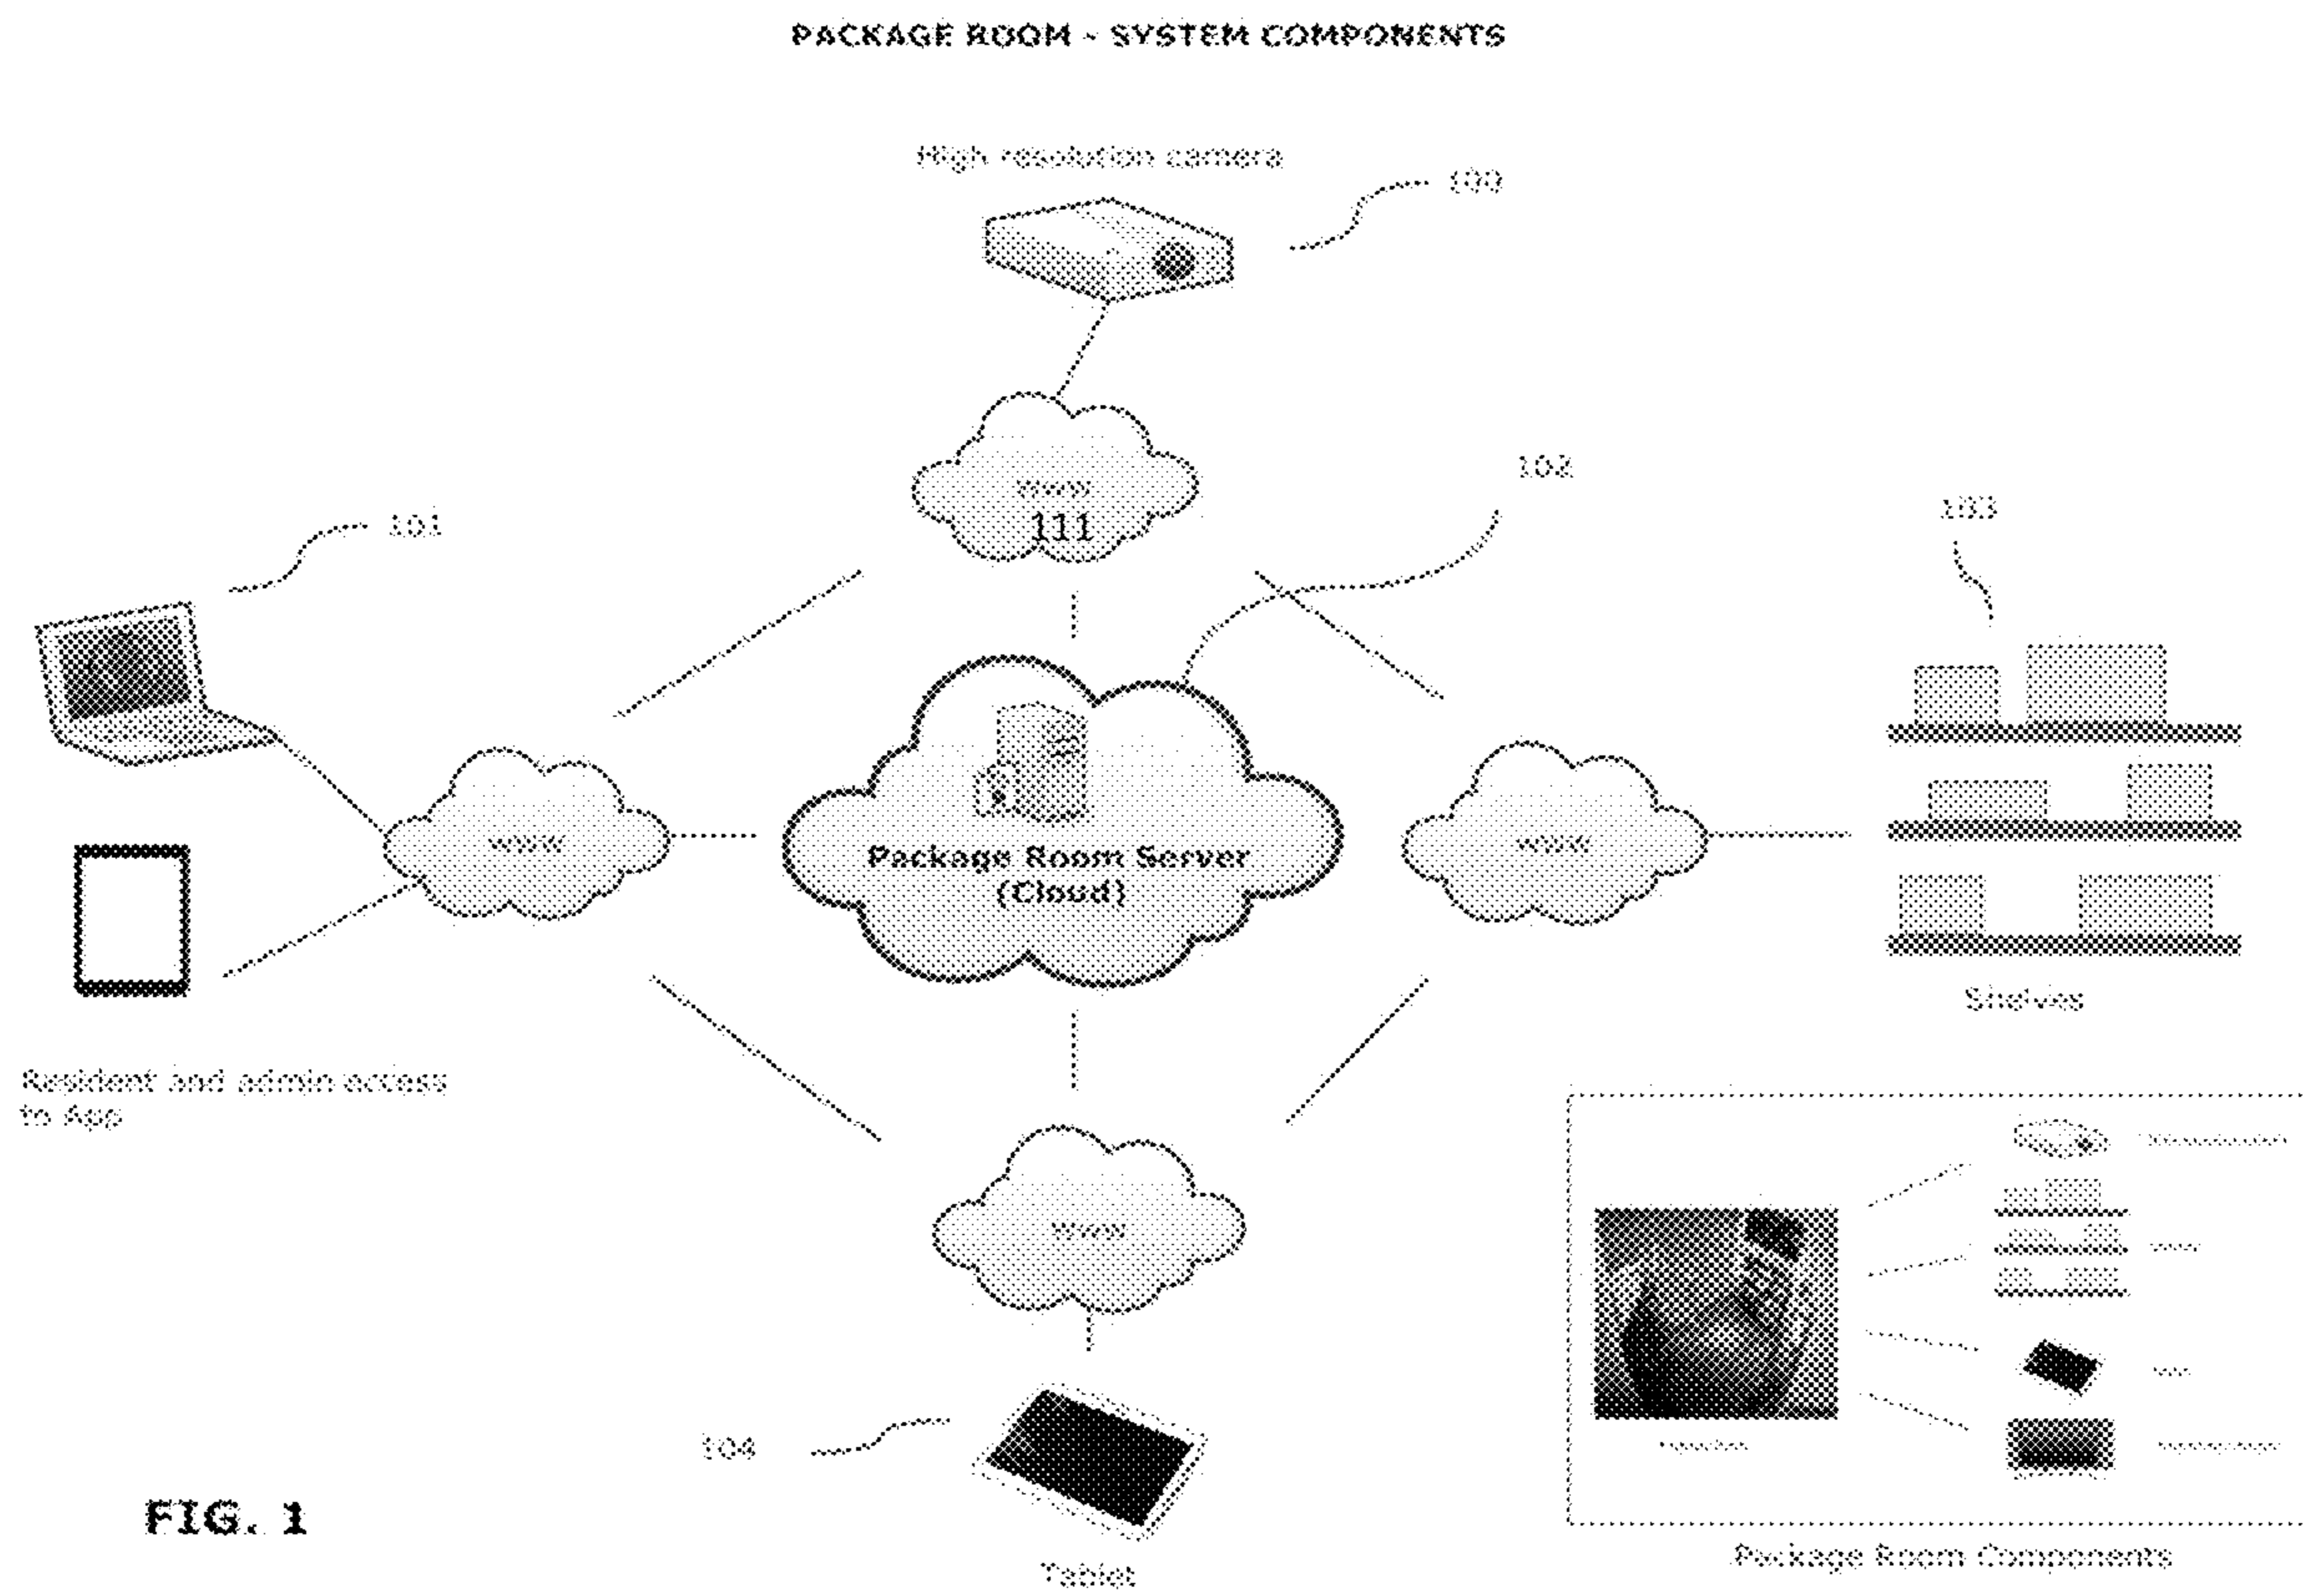 PACKAGE ROOM - SYSTEM COMPONENTS
High resolution camera
100
www
111
102
103
101
www
Package Room Server
(Cloud)
www
Shelves
Resident and admin access
to App
www
104
Tablet
Package Room Components
FIG. 1